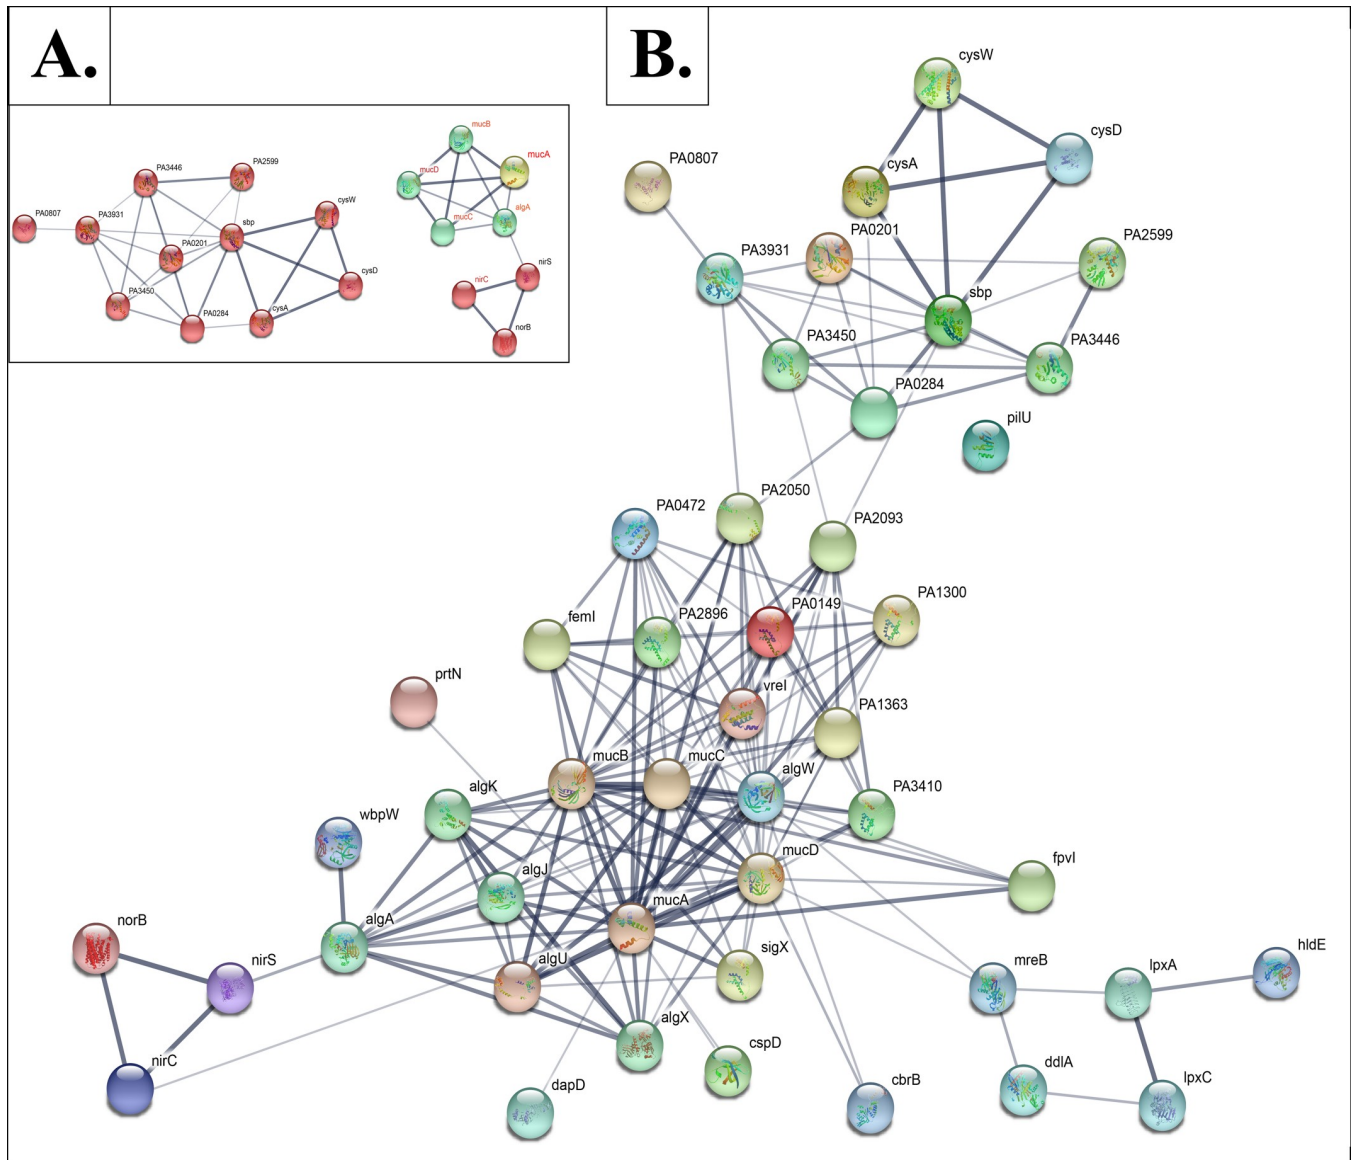 A.
B.
mucB
PA3446
PA2599
mucA
mucD
cysW
algA
PA0807
PA3931
sbp
mucC
PA0201
nirS
cysD
nirC
PA3450
PA0284
cysA
norB
cysW
cysD
PA0807
cysA
PA0201
PA2599
PA3931
sbp
PA3450
PA3446
PA0284
pilU
PA2050
PA0472
PA2093
PA1300
PA0149
PA2896
femI
prtN
vreI
PA1363
mucB
mucC
algW
algK
PA3410
wbpW
mucD
fpvI
algJ
mucA
algA
norB
sigX
hldE
nirS
algU
mreB
lpxA
algX
cspD
nirC
ddlA
lpxC
dapD
cbrB